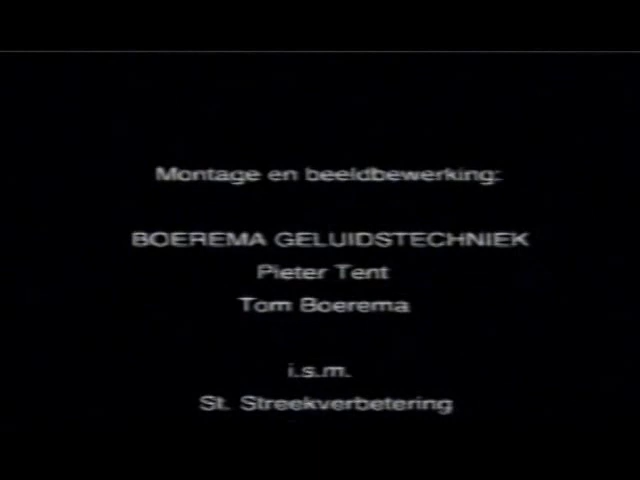 Montage en beeldbewerking:
BOEREMA GELUIDSTECHNIEK
Pieter Tent
Tom Boerema
i.s.m.
St. Streekverbetering